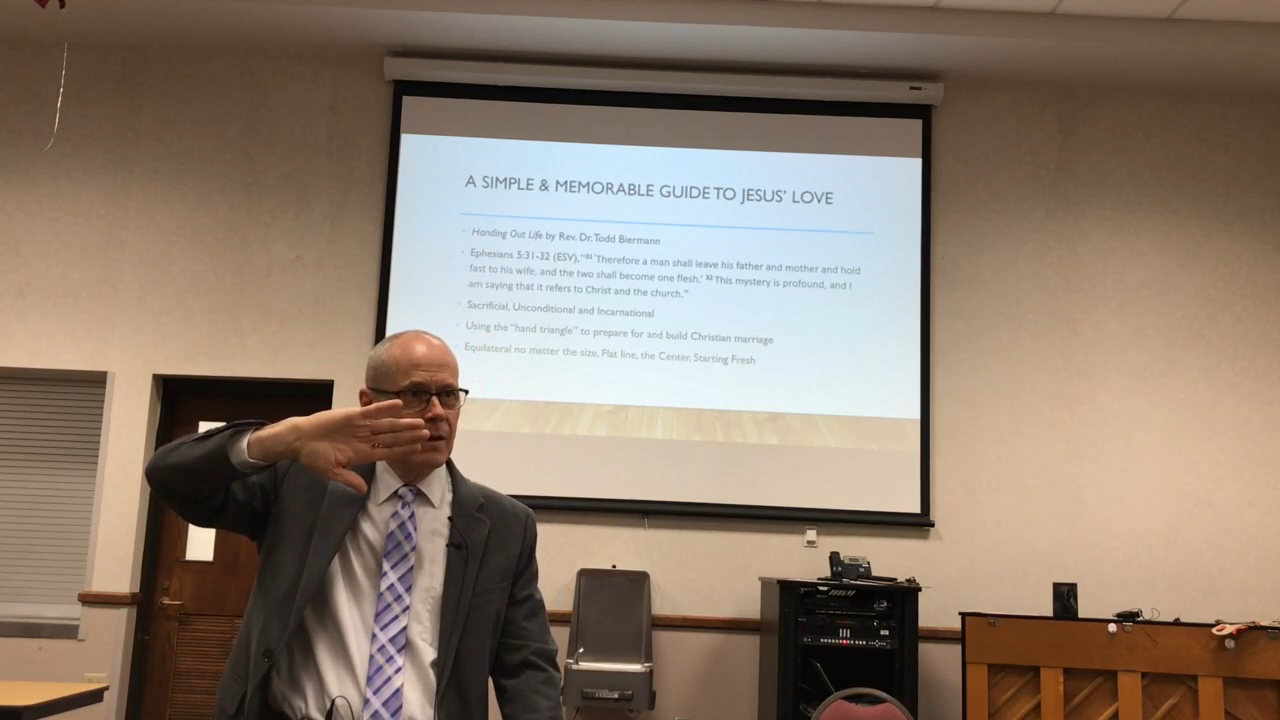 A SIMPLE & MEMORABLE GUIDE TO JESUS' LOVE
• Handing Out Life by Rev. Dr. Todd Biermann
• Ephesians 5:31-32 (ESV), "³¹ 'Therefore a man shall leave his father and mother and hold
fast to his wife, and the two shall become one flesh.' ³² This mystery is profound, and I
am saying that it refers to Christ and the church."
• Sacrificial, Unconditional and Incarnational
• Using the "hand triangle" to prepare for and build Christian marriage
• Equilateral no matter the size, Flat line, the Center, Starting Fresh